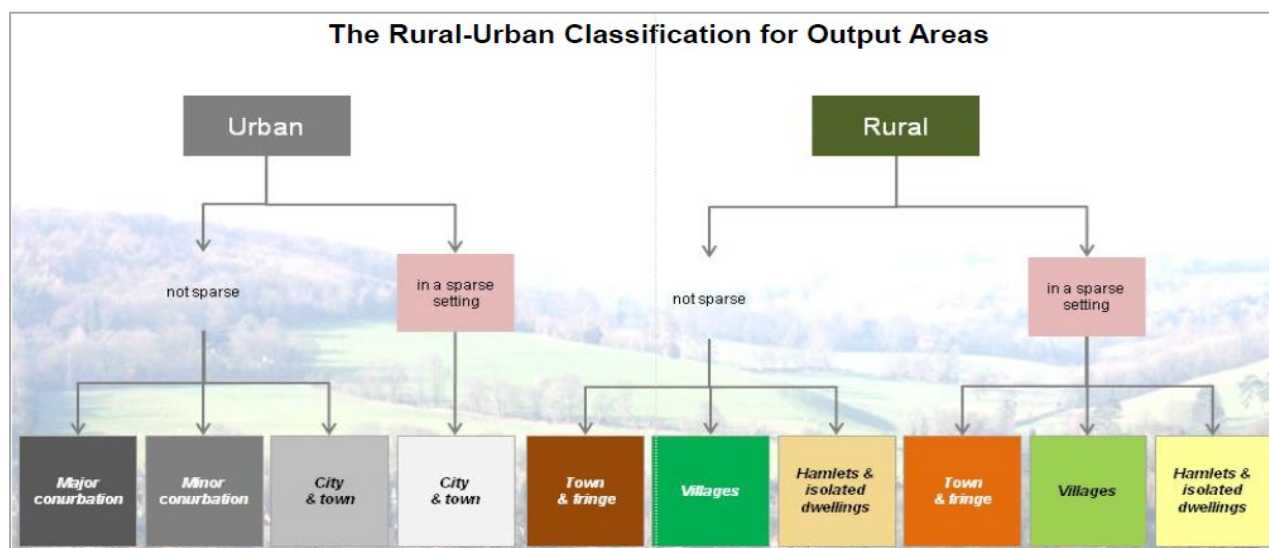 The Rural-Urban Classification for Output Areas
Urban
Rural
not sparse
in a sparse
setting
not sparse
in a sparse
setting
Major
conurbation
Minor
conurbation
City
& town
City
& town
Town
& fringe
Villages
Hamlets &
isolated
dwellings
Town
& fringe
Villages
Hamlets &
isolated
dwellings